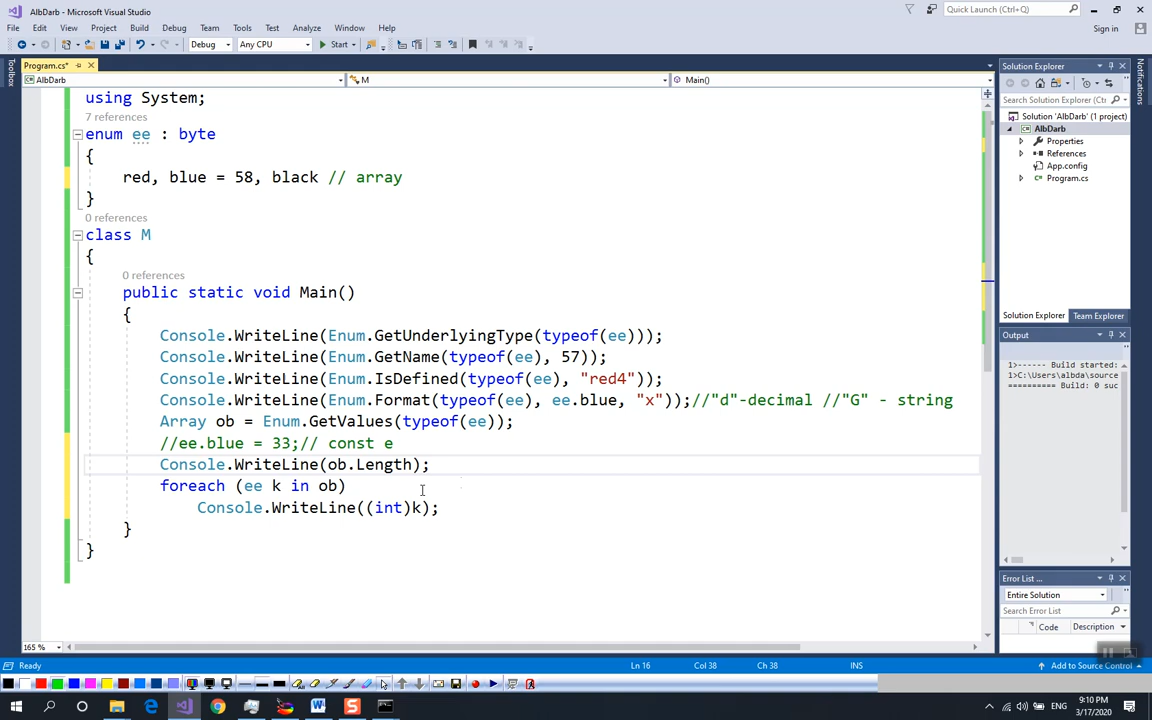 AlbDarb - Microsoft Visual Studio
Quick Launch (Ctrl+Q)
File Edit View Project Build Debug Team Tools Test Analyze Window Help
Sign in
Debug Any CPU Start
Toolbox
Program.cs*
AlbDarb M Main()
using System;
7 references
enum ee : byte
{
red, blue = 58, black // array
}
0 references
class M
{
0 references
public static void Main()
{
Console.WriteLine(Enum.GetUnderlyingType(typeof(ee)));
Console.WriteLine(Enum.GetName(typeof(ee), 57));
Console.WriteLine(Enum.IsDefined(typeof(ee), "red4"));
Console.WriteLine(Enum.Format(typeof(ee), ee.blue, "x"));//"d"-decimal //"G" - string
Array ob = Enum.GetValues(typeof(ee));
//ee.blue = 33;// const e
Console.WriteLine(ob.Length);
foreach (ee k in ob)
Console.WriteLine((int)k);
}
}
165 %
Solution Explorer
Search Solution Explorer (Ctrl
Solution 'AlbDarb' (1 project)
AlbDarb
Properties
References
App.config
Program.cs
Solution Explorer Team Explorer
Output
1>------ Build started:
1>C:\Users\albda\source
========== Build: 0 suc
Error List ...
Entire Solution
Search Error List
Code Description
Notifications
Ready Ln 16 Col 38 Ch 38 INS Add to Source Control
ENG 9:10 PM
3/17/2020